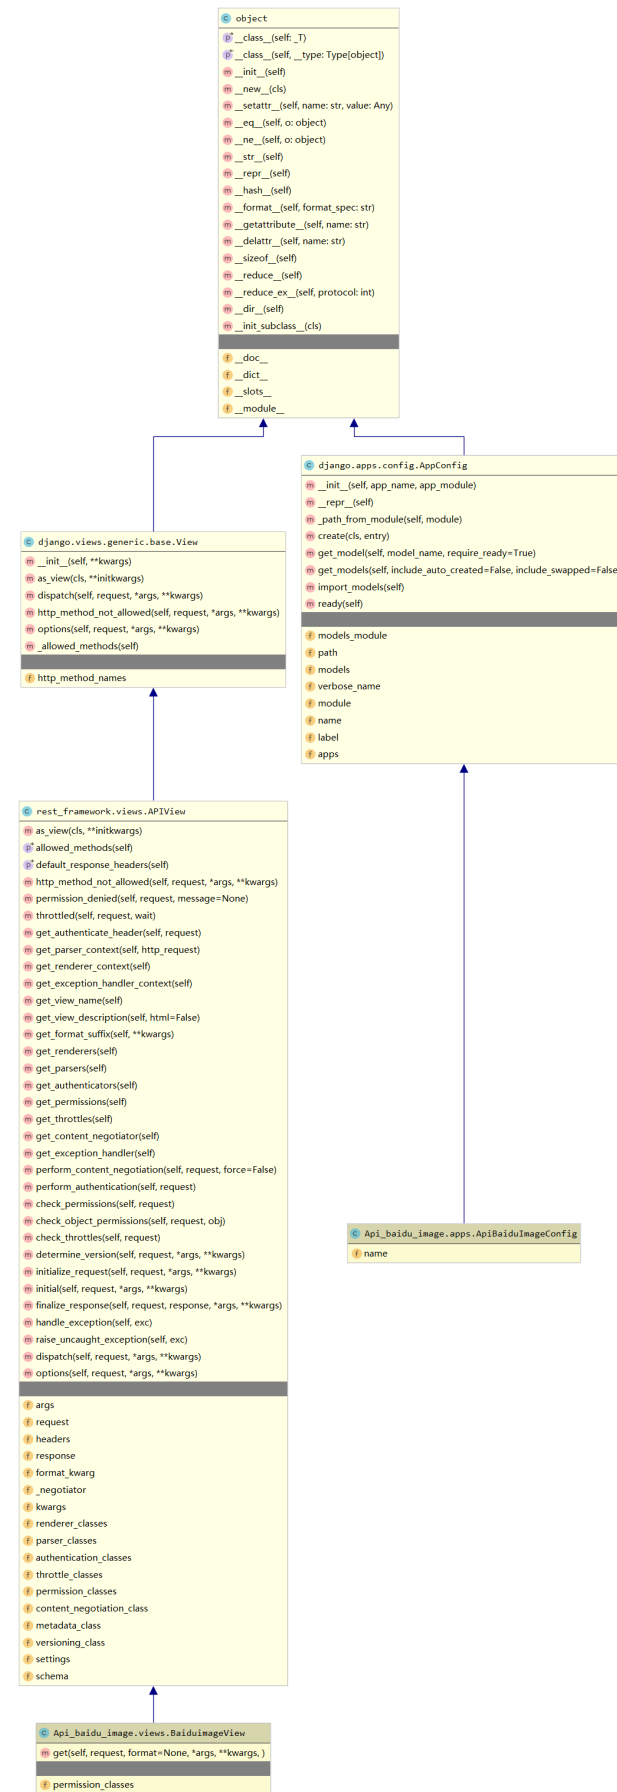 object
__class__(self: _T)
__class__(self, __type: Type[object])
__init__(self)
__new__(cls)
__setattr__(self, name: str, value: Any)
__eq__(self, o: object)
__ne__(self, o: object)
__str__(self)
__repr__(self)
__hash__(self)
__format__(self, format_spec: str)
__getattribute__(self, name: str)
__delattr__(self, name: str)
__sizeof__(self)
__reduce__(self)
__reduce_ex__(self, protocol: int)
__dir__(self)
__init_subclass__(cls)
__doc__
__dict__
__slots__
__module__
django.apps.config.AppConfig
__init__(self, app_name, app_module)
__repr__(self)
_path_from_module(self, module)
create(cls, entry)
get_model(self, model_name, require_ready=True)
get_models(self, include_auto_created=False, include_swapped=False
import_models(self)
ready(self)
models_module
path
models
verbose_name
module
name
label
apps
django.views.generic.base.View
__init__(self, **kwargs)
as_view(cls, **initkwargs)
dispatch(self, request, *args, **kwargs)
http_method_not_allowed(self, request, *args, **kwargs)
options(self, request, *args, **kwargs)
_allowed_methods(self)
http_method_names
rest_framework.views.APIView
as_view(cls, **initkwargs)
allowed_methods(self)
default_response_headers(self)
http_method_not_allowed(self, request, *args, **kwargs)
permission_denied(self, request, message=None)
throttled(self, request, wait)
get_authenticate_header(self, request)
get_parser_context(self, http_request)
get_renderer_context(self)
get_exception_handler_context(self)
get_view_name(self)
get_view_description(self, html=False)
get_format_suffix(self, **kwargs)
get_renderers(self)
get_parsers(self)
get_authenticators(self)
get_permissions(self)
get_throttles(self)
get_content_negotiator(self)
get_exception_handler(self)
perform_content_negotiation(self, request, force=False)
perform_authentication(self, request)
check_permissions(self, request)
check_object_permissions(self, request, obj)
check_throttles(self, request)
determine_version(self, request, *args, **kwargs)
initialize_request(self, request, *args, **kwargs)
initial(self, request, *args, **kwargs)
finalize_response(self, request, response, *args, **kwargs)
handle_exception(self, exc)
raise_uncaught_exception(self, exc)
dispatch(self, request, *args, **kwargs)
options(self, request, *args, **kwargs)
args
request
headers
response
format_kwarg
_negotiator
kwargs
renderer_classes
parser_classes
authentication_classes
throttle_classes
permission_classes
content_negotiation_class
metadata_class
versioning_class
settings
schema
Api_baidu_image.apps.ApiBaiduImageConfig
name
Api_baidu_image.views.BaiduimageView
get(self, request, format=None, *args, **kwargs, )
permission_classes